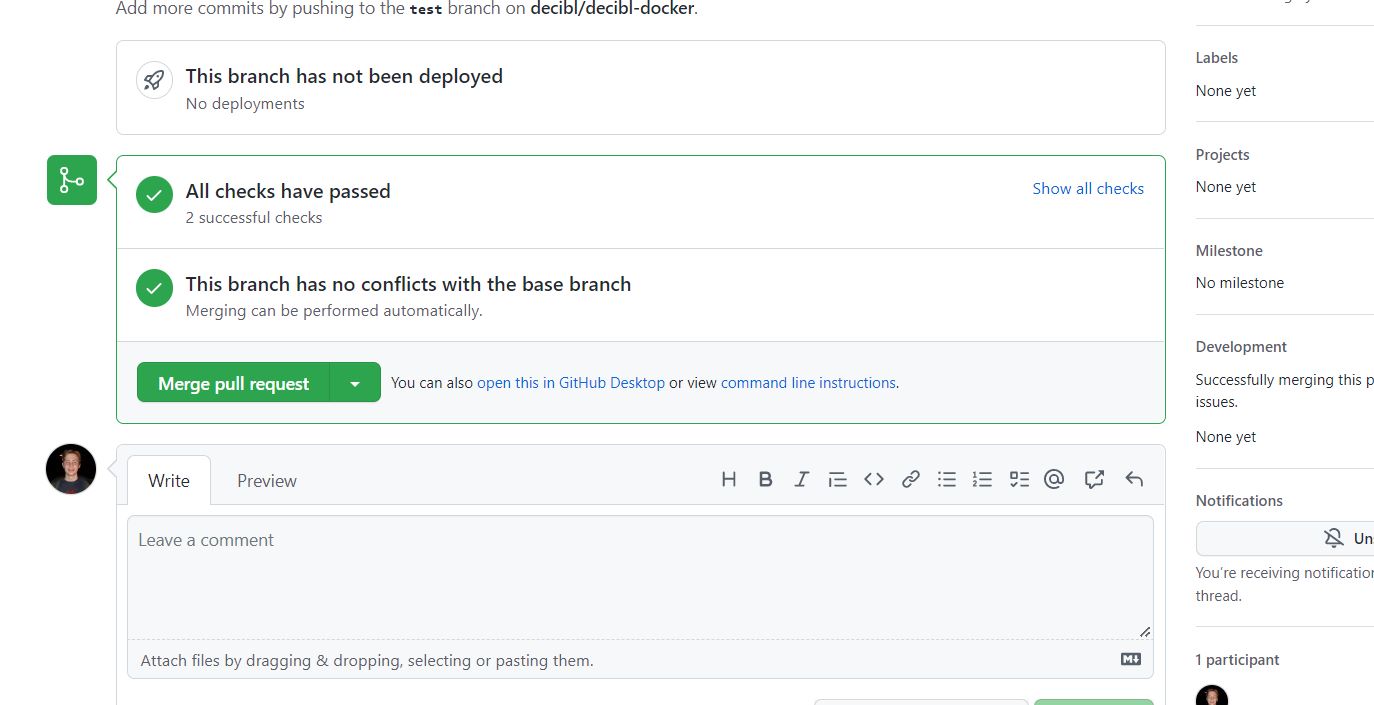 Add more commits by pushing to the test branch on decibl/decibl-docker.
This branch has not been deployed
No deployments
All checks have passed
Show all checks
2 successful checks
This branch has no conflicts with the base branch
Merging can be performed automatically.
Merge pull request
You can also open this in GitHub Desktop or view command line instructions.
Write
Preview
Leave a comment
Attach files by dragging & dropping, selecting or pasting them.
Labels
None yet
Projects
None yet
Milestone
No milestone
Development
Successfully merging this
issues.
None yet
Notifications
You're receiving
thread.
1 participant